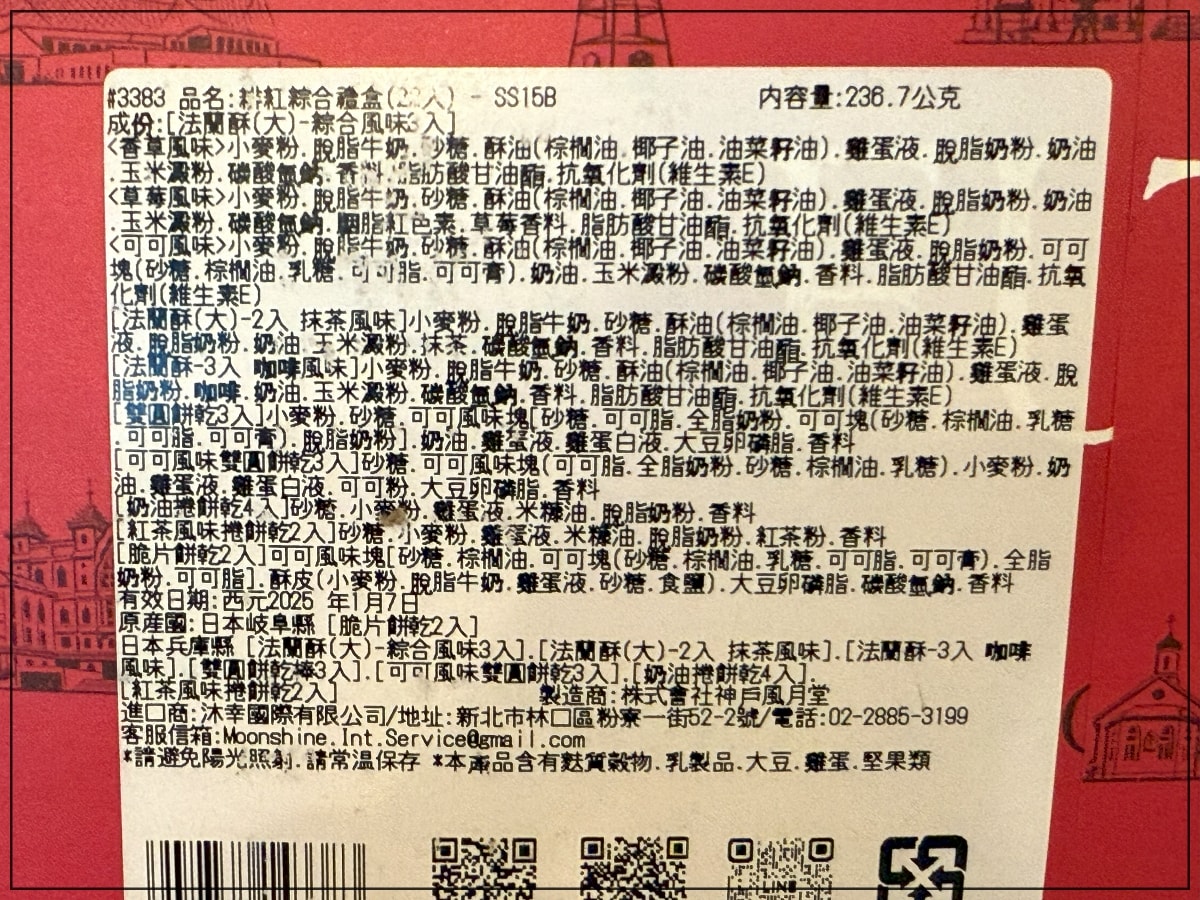 #3383 品名:緋紅綜合禮盒(22入) - SS15B 內容量:236.7公克
成份:[法蘭酥(大)-綜合風味3入]
<香草風味>小麥粉.脫脂牛奶.砂糖.酥油(棕櫚油.椰子油.油菜籽油).雞蛋液.脫脂奶粉.奶油
.玉米澱粉.碳酸氫鈉.香料.脂肪酸甘油酯.抗氧化劑(維生素E)
<草莓風味>小麥粉.脫脂牛奶.砂糖.酥油(棕櫚油.椰子油.油菜籽油).雞蛋液.脫脂奶粉.奶油
.玉米澱粉.碳酸氫鈉.胭脂紅色素.草莓香料.脂肪酸甘油酯.抗氧化劑(維生素E)
<可可風味>小麥粉.脫脂牛奶.砂糖.酥油(棕櫚油.椰子油.油菜籽油).雞蛋液.脫脂奶粉.可可
塊(砂糖.棕櫚油.乳糖.可可脂.可可膏).奶油.玉米澱粉.碳酸氫鈉.香料.脂肪酸甘油酯.抗氧
化劑(維生素E)
[法蘭酥(大)-2入 抹茶風味]小麥粉.脫脂牛奶.砂糖.酥油(棕櫚油.椰子油.油菜籽油).雞蛋
液.脫脂奶粉.奶油.玉米澱粉.抹茶.碳酸氫鈉.香料.脂肪酸甘油酯.抗氧化劑(維生素E)
[法蘭酥-3入 咖啡風味]小麥粉.脫脂牛奶.砂糖.酥油(棕櫚油.椰子油.油菜籽油).雞蛋液.脫
脂奶粉.咖啡.奶油.玉米澱粉.碳酸氫鈉.香料.脂肪酸甘油酯.抗氧化劑(維生素E)
[雙圓餅乾3入]小麥粉.砂糖.可可風味塊[砂糖.可可脂.全脂奶粉.可可塊(砂糖.棕櫚油.乳糖
.可可脂.可可膏).脫脂奶粉].奶油.雞蛋液.雞蛋白液.大豆卵磷脂.香料
[可可風味雙圓餅乾3入]砂糖.可可風味塊(可可脂.全脂奶粉.砂糖.棕櫚油.乳糖).小麥粉.奶
油.雞蛋液.雞蛋白液.可可粉.大豆卵磷脂.香料
[奶油捲餅乾4入]砂糖.小麥粉.雞蛋液.米糠油.脫脂奶粉.香料
[紅茶風味捲餅乾2入]砂糖.小麥粉.雞蛋液.米糠油.脫脂奶粉.紅茶粉.香料
[脆片餅乾2入]可可風味塊[砂糖.棕櫚油.可可塊(砂糖.棕櫚油.乳糖.可可脂.可可膏).全脂
奶粉.可可脂].酥皮(小麥粉.脫脂牛奶.雞蛋液.砂糖.食鹽).大豆卵磷脂.碳酸氫鈉.香料
有效日期:西元2025 年1月7日
原產國:日本岐阜縣 [脆片餅乾2入]
日本兵庫縣 [法蘭酥(大)-綜合風味3入].[法蘭酥(大)-2入 抹茶風味].[法蘭酥-3入 咖啡
風味].[雙圓餅乾棒3入].[可可風味雙圓餅乾3入].[奶油捲餅乾4入].
[紅茶風味捲餅乾2入] 製造商:株式會社神戶風月堂
進口商:沐幸國際有限公司/地址:新北市林口區粉寮一街52-2號/電話:02-2885-3199
客服信箱:Moonshine.Int.Service@gmail.com
*請避免陽光照射.請常溫保存 *本產品含有麩質穀物.乳製品.大豆.雞蛋.堅果類
LINE